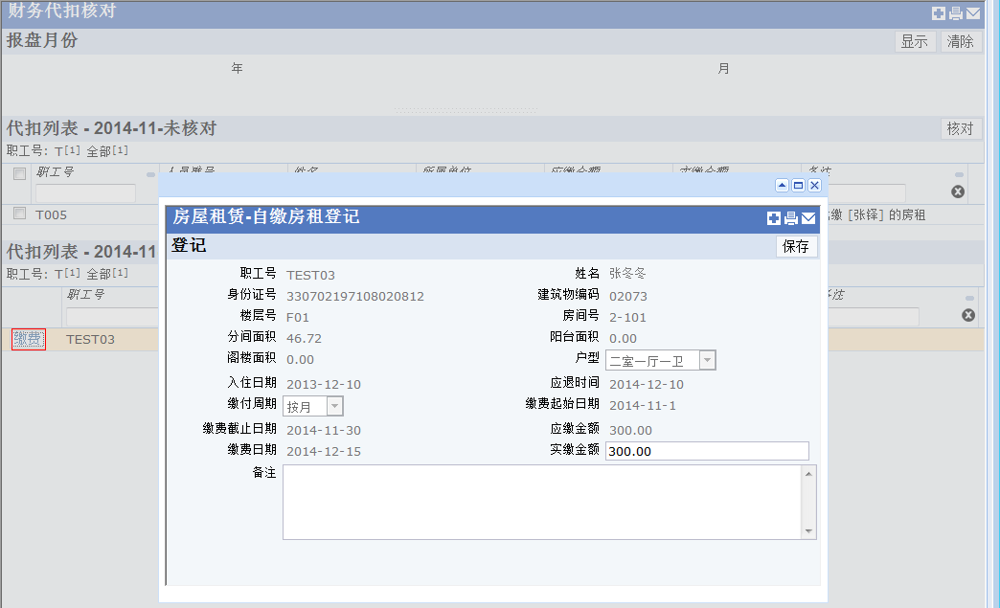 财务代扣核对
报盘月份 显示 清除
年 月
代扣列表 - 2014-11-未核对 核对
职工号: T[1] 全部[1]
职工号
T005 缴 [张铎] 的房租
代扣列表 - 2014-11
职工号: T[1] 全部[1]
职工号
缴费 TEST03
房屋租赁-自缴房租登记
登记 保存
职工号 TEST03 姓名 张冬冬
身份证号 330702197108020812 建筑物编码 02073
楼层号 F01 房间号 2-101
分间面积 46.72 阳台面积 0.00
阁楼面积 0.00 户型 二室一厅一卫
入住日期 2013-12-10 应退时间 2014-12-10
缴付周期 按月 缴费起始日期 2014-11-1
缴费截止日期 2014-11-30 应缴金额 300.00
缴费日期 2014-12-15 实缴金额 300.00
备注